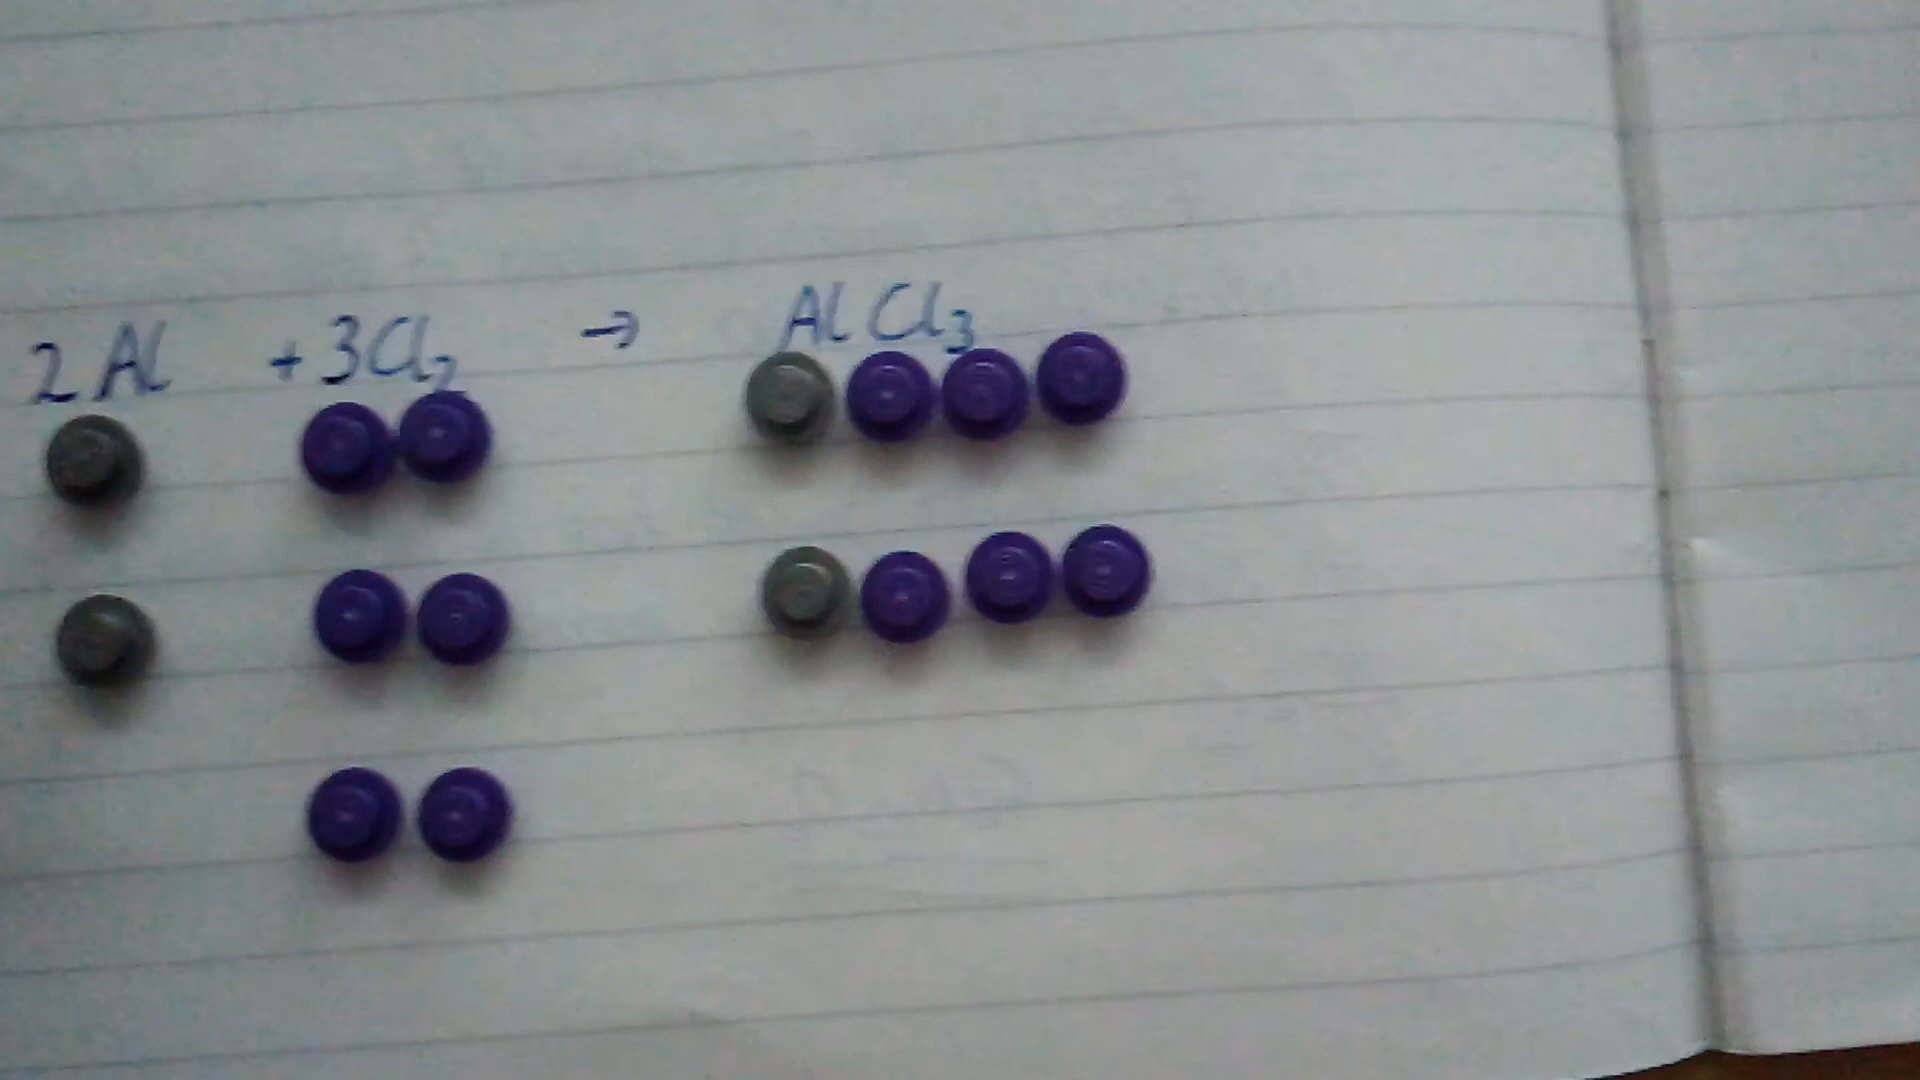 2Al + 3Cl₂ → AlCl₃